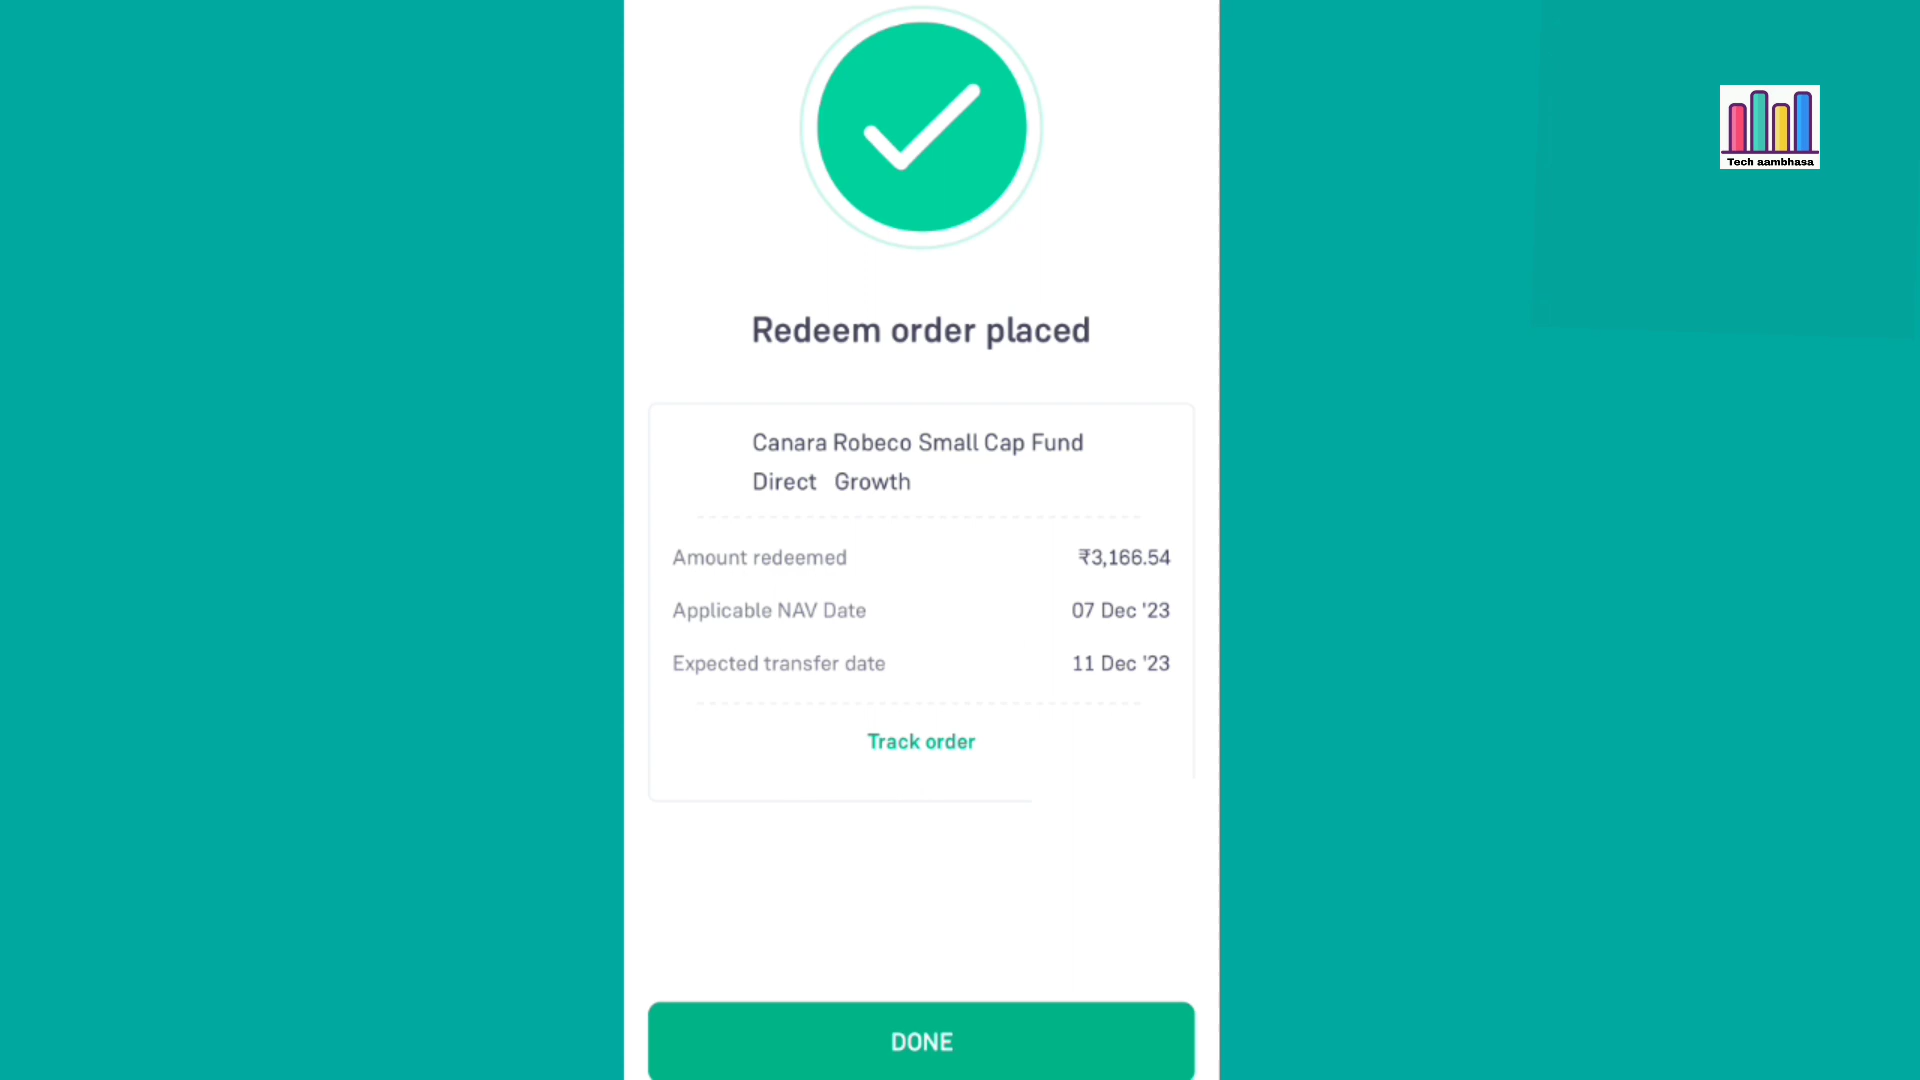 Tech aambhasa
Redeem order placed
Canara Robeco Small Cap Fund
Direct Growth
Amount redeemed ₹3,166.54
Applicable NAV Date 07 Dec '23
Expected transfer date 11 Dec '23
Track order
DONE